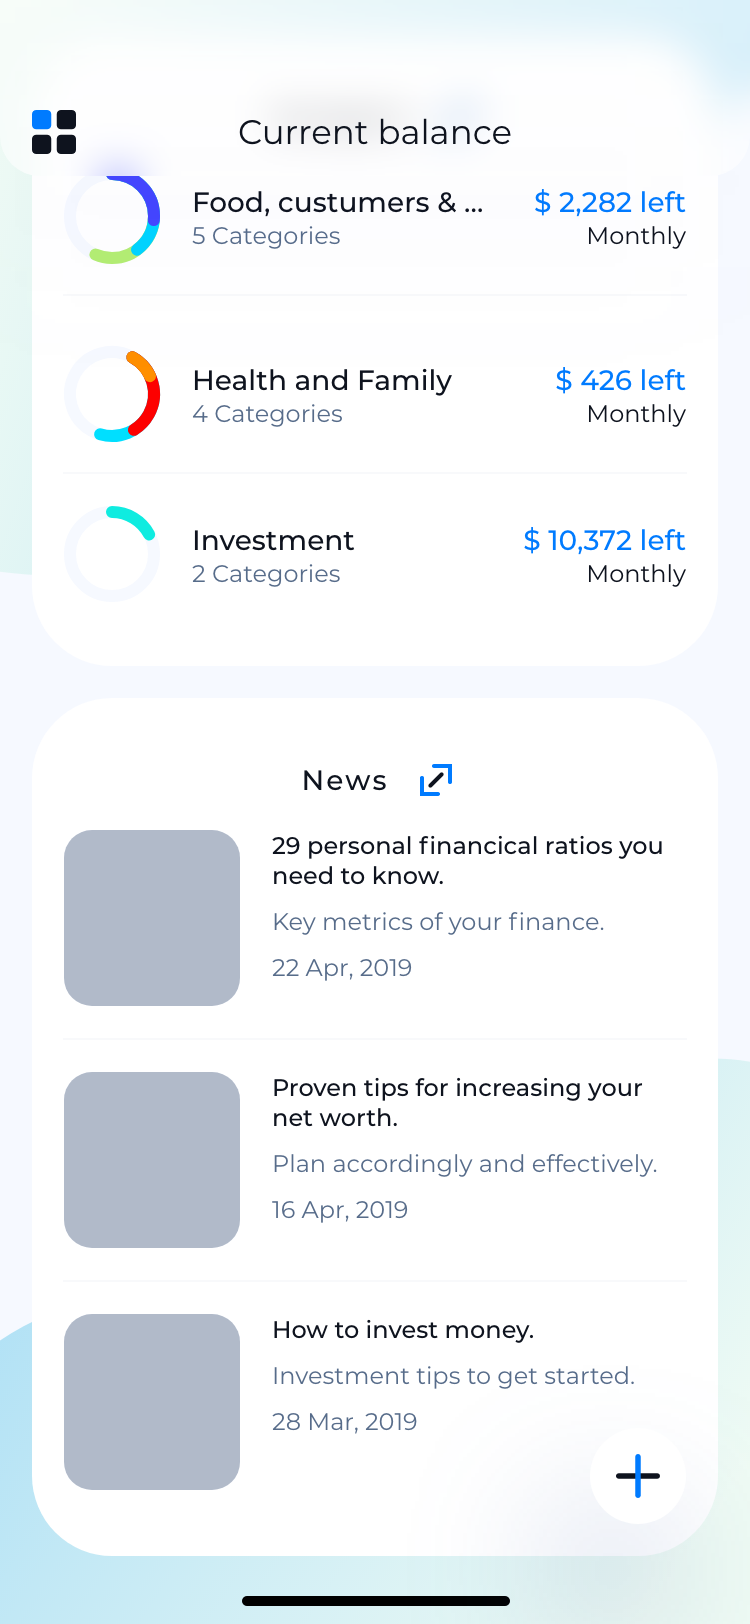 Current balance
Food, custumers & ...
$ 2,282 left
5 Categories
Monthly
Health and Family
$ 426 left
4 Categories
Monthly
Investment
$ 10,372 left
2 Categories
Monthly
News
29 personal financical ratios you
need to know.
Key metrics of your finance.
22 Apr, 2019
Proven tips for increasing your
net worth.
Plan accordingly and effectively.
16 Apr, 2019
How to invest money.
Investment tips to get started.
28 Mar, 2019